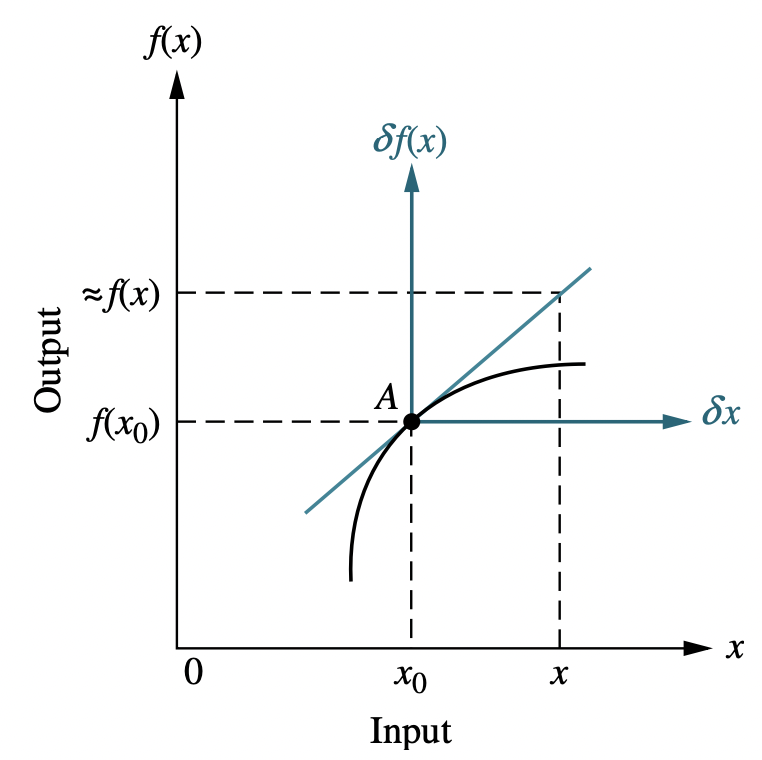 f(x)
δf(x)
≈f(x)
Output
A
f(x₀)
δx
x
0
x₀
x
Input